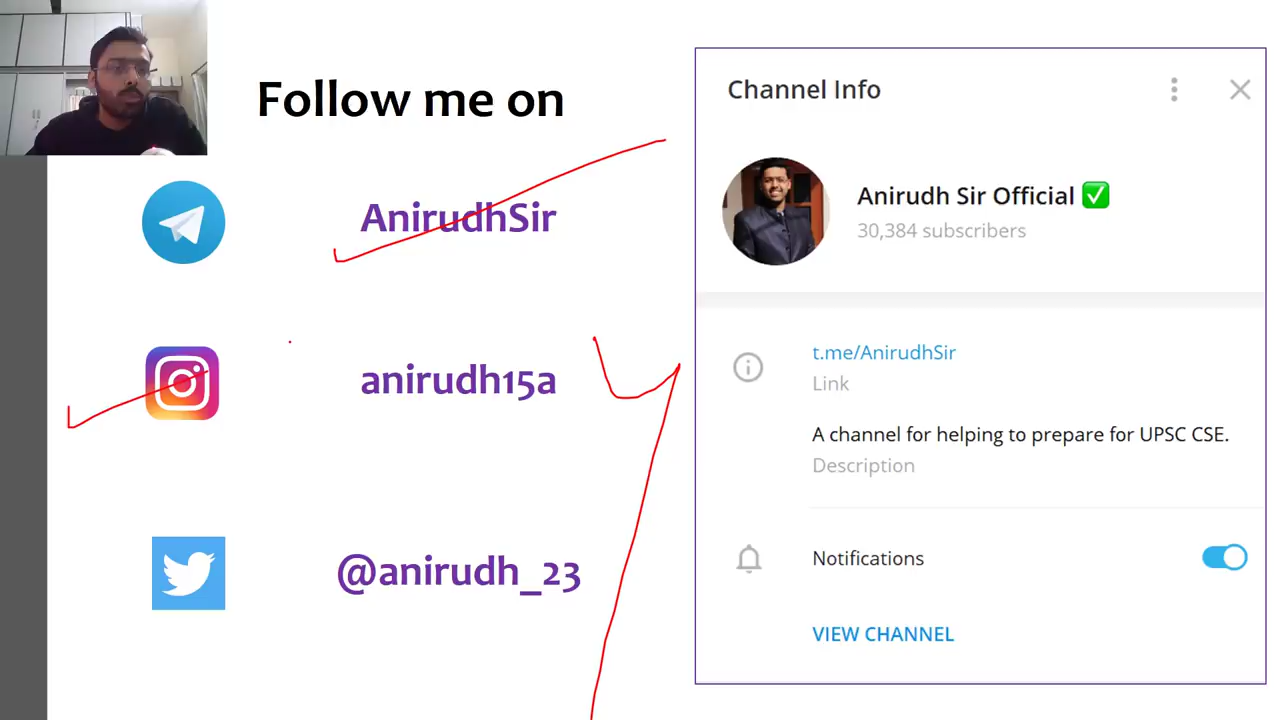 Follow me on
AnirudhSir
anirudh15a
@anirudh_23
Channel Info
Anirudh Sir Official ✅
30,384 subscribers
t.me/AnirudhSir
Link
A channel for helping to prepare for UPSC CSE.
Description
Notifications
VIEW CHANNEL